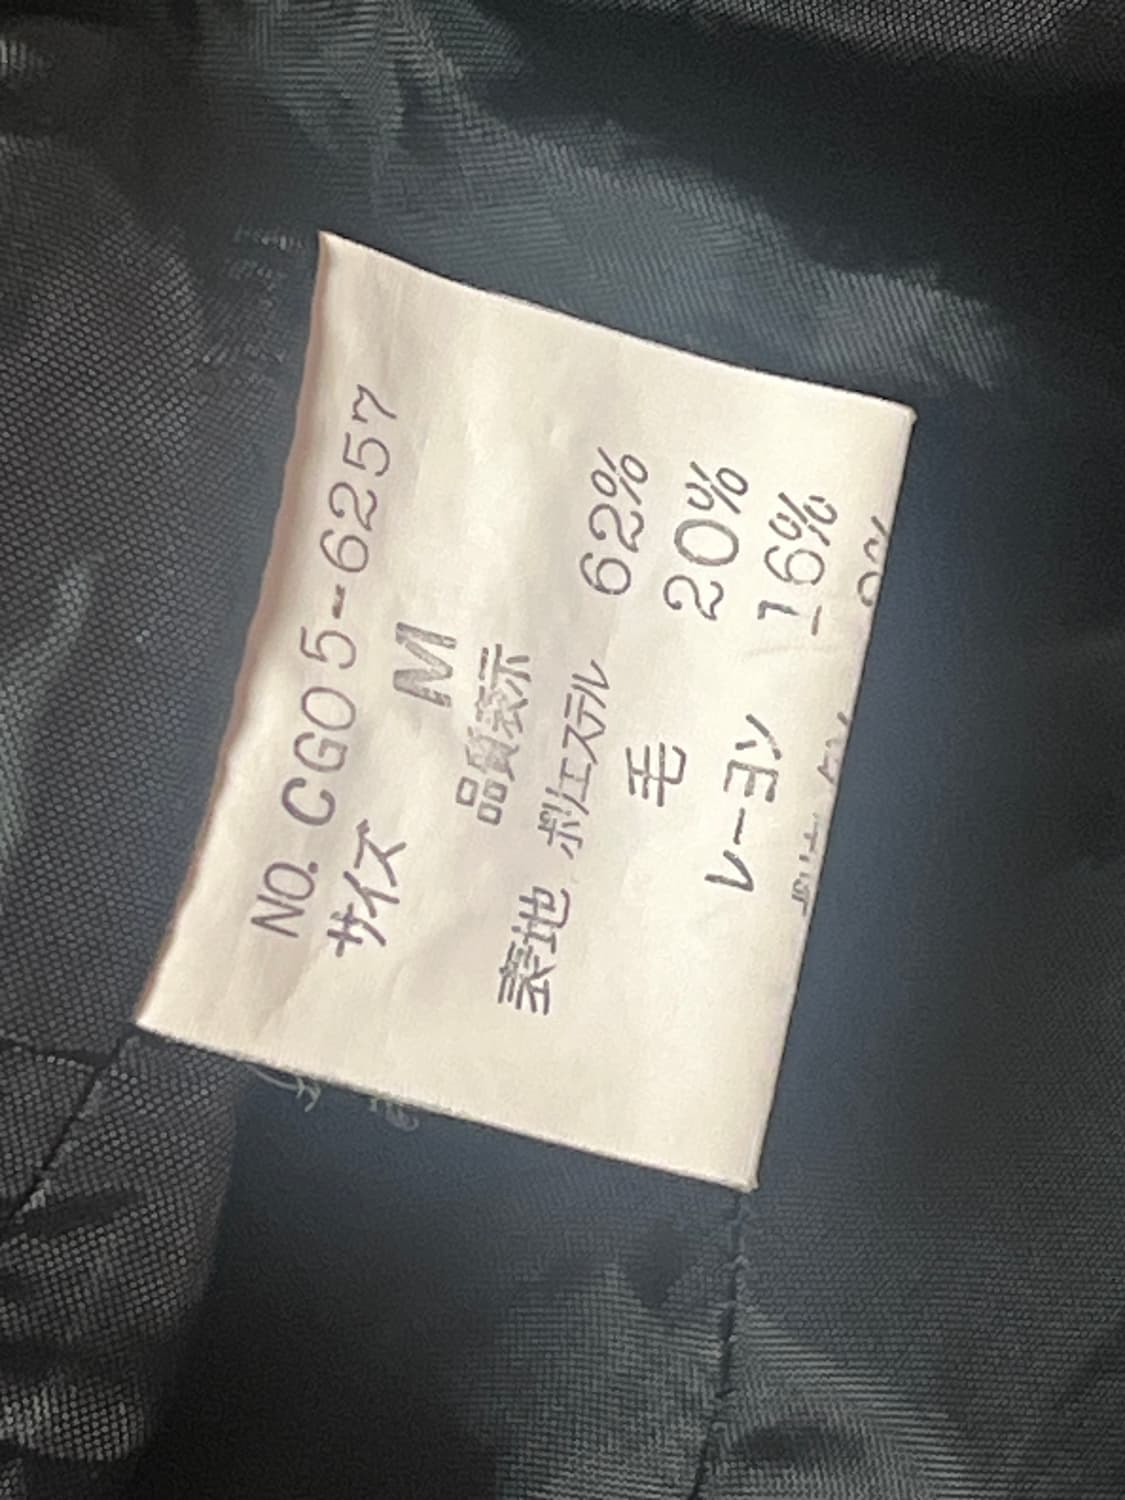 NO. CG05-6257
サイズ M
品質表示
表地 ポリエステル 62%
毛 20%
レーヨン 16%